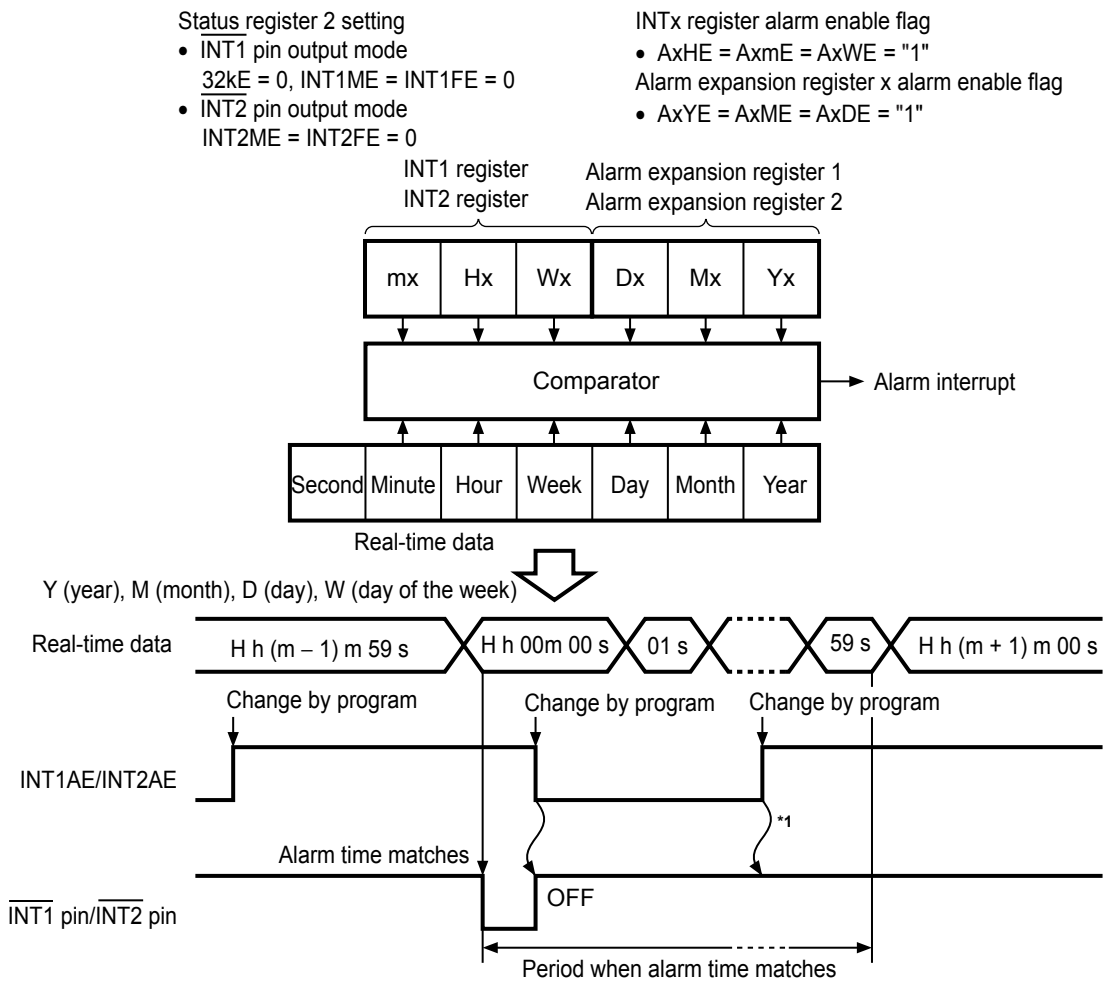 Status register 2 setting
• INT1 pin output mode
32kE = 0, INT1ME = INT1FE = 0
• INT2 pin output mode
INT2ME = INT2FE = 0
INTx register alarm enable flag
• AxHE = AxmE = AxWE = "1"
Alarm expansion register x alarm enable flag
• AxYE = AxME = AxDE = "1"
INT1 register
INT2 register
Alarm expansion register 1
Alarm expansion register 2
mx Hx Wx Dx Mx Yx
Comparator
Alarm interrupt
Second Minute Hour Week Day Month Year
Real-time data
Y (year), M (month), D (day), W (day of the week)
Real-time data
H h (m − 1) m 59 s
H h 00m 00 s
01 s
59 s
H h (m + 1) m 00 s
Change by program
Change by program
Change by program
INT1AE/INT2AE
*1
Alarm time matches
OFF
INT1 pin/INT2 pin
Period when alarm time matches